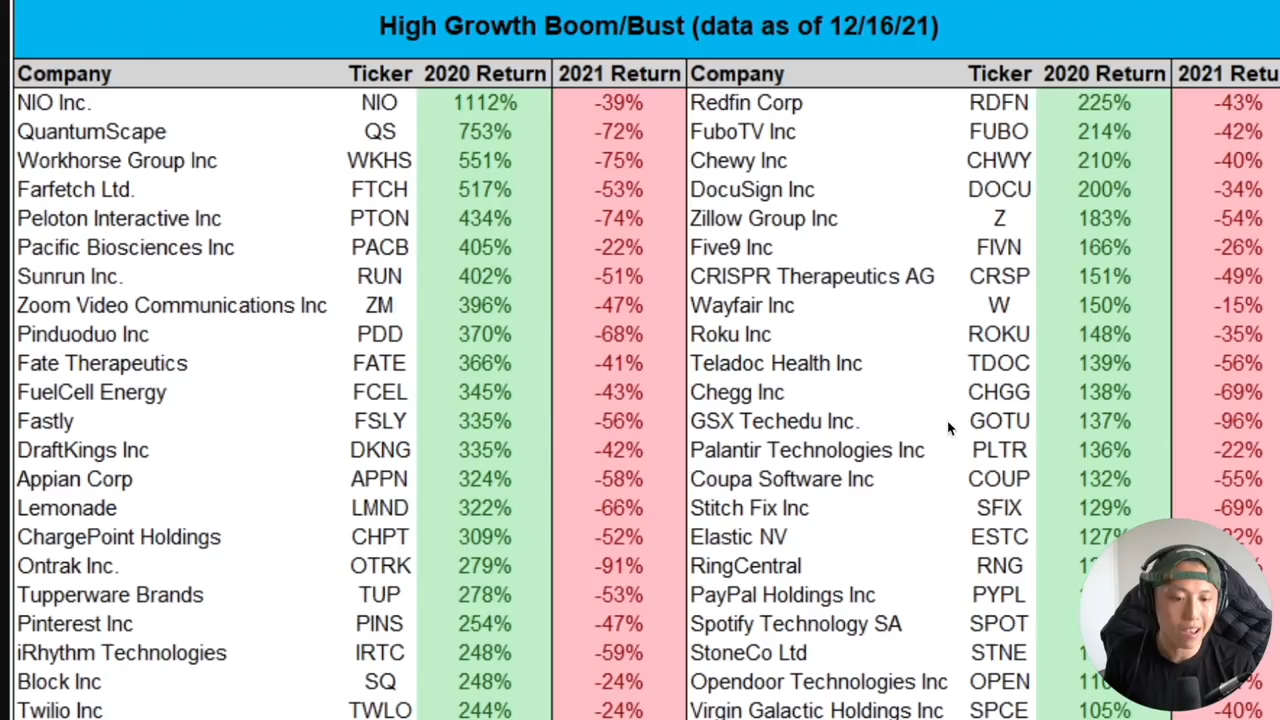 High Growth Boom/Bust (data as of 12/16/21)
Company Ticker 2020 Return 2021 Return Company Ticker 2020 Return 2021
NIO Inc. NIO 1112% -39% Redfin Corp RDFN 225% -43%
QuantumScape QS 753% -72% FuboTV Inc FUBO 214% -42%
Workhorse Group Inc WKHS 551% -75% Chewy Inc CHWY 210% -40%
Farfetch Ltd. FTCH 517% -53% DocuSign Inc DOCU 200% -34%
Peloton Interactive Inc PTON 434% -74% Zillow Group Inc Z 183% -54%
Pacific Biosciences Inc PACB 405% -22% Five9 Inc FIVN 166% -26%
Sunrun Inc. RUN 402% -51% CRISPR Therapeutics AG CRSP 151% -49%
Zoom Video Communications Inc ZM 396% -47% Wayfair Inc W 150% -15%
Pinduoduo Inc PDD 370% -68% Roku Inc ROKU 148% -35%
Fate Therapeutics FATE 366% -41% Teladoc Health Inc TDOC 139% -56%
FuelCell Energy FCEL 345% -43% Chegg Inc CHGG 138% -69%
Fastly FSLY 335% -56% GSX Techedu Inc. GOTU 137% -96%
DraftKings Inc DKNG 335% -42% Palantir Technologies Inc PLTR 136% -22%
Appian Corp APPN 324% -58% Coupa Software Inc COUP 132% -55%
Lemonade LMND 322% -66% Stitch Fix Inc SFIX 129% -69%
ChargePoint Holdings CHPT 309% -52% Elastic NV ESTC 127%
Ontrak Inc. OTRK 279% -91% RingCentral RNG
Tupperware Brands TUP 278% -53% PayPal Holdings Inc PYPL
Pinterest Inc PINS 254% -47% Spotify Technology SA SPOT
iRhythm Technologies IRTC 248% -59% StoneCo Ltd STNE
Block Inc SQ 248% -24% Opendoor Technologies Inc OPEN
Twilio Inc TWLO 244% -24% Virgin Galactic Holdings Inc SPCE 105% -40%